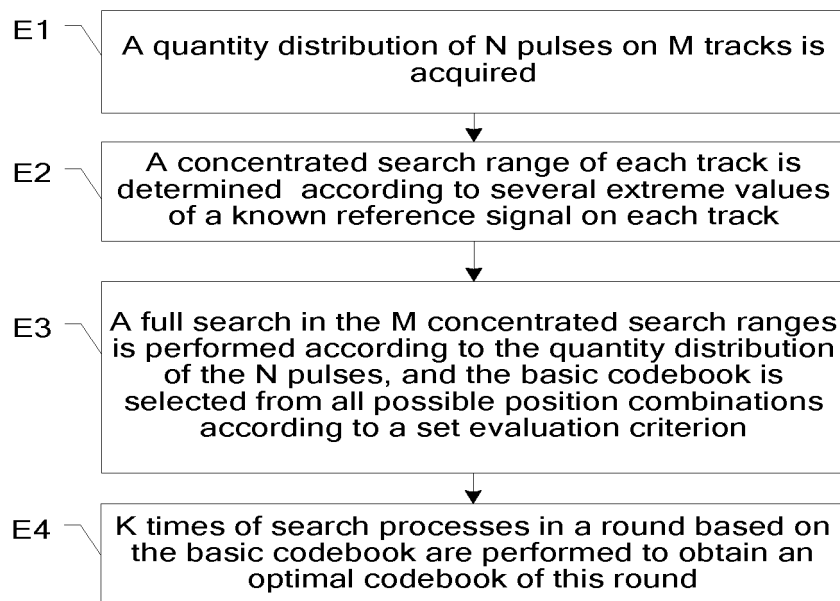 E1
A quantity distribution of N pulses on M tracks is
acquired
E2
A concentrated search range of each track is
determined according to several extreme values
of a known reference signal on each track
E3
A full search in the M concentrated search ranges
is performed according to the quantity distribution
of the N pulses, and the basic codebook is
selected from all possible position combinations
according to a set evaluation criterion
E4
K times of search processes in a round based on
the basic codebook are performed to obtain an
optimal codebook of this round